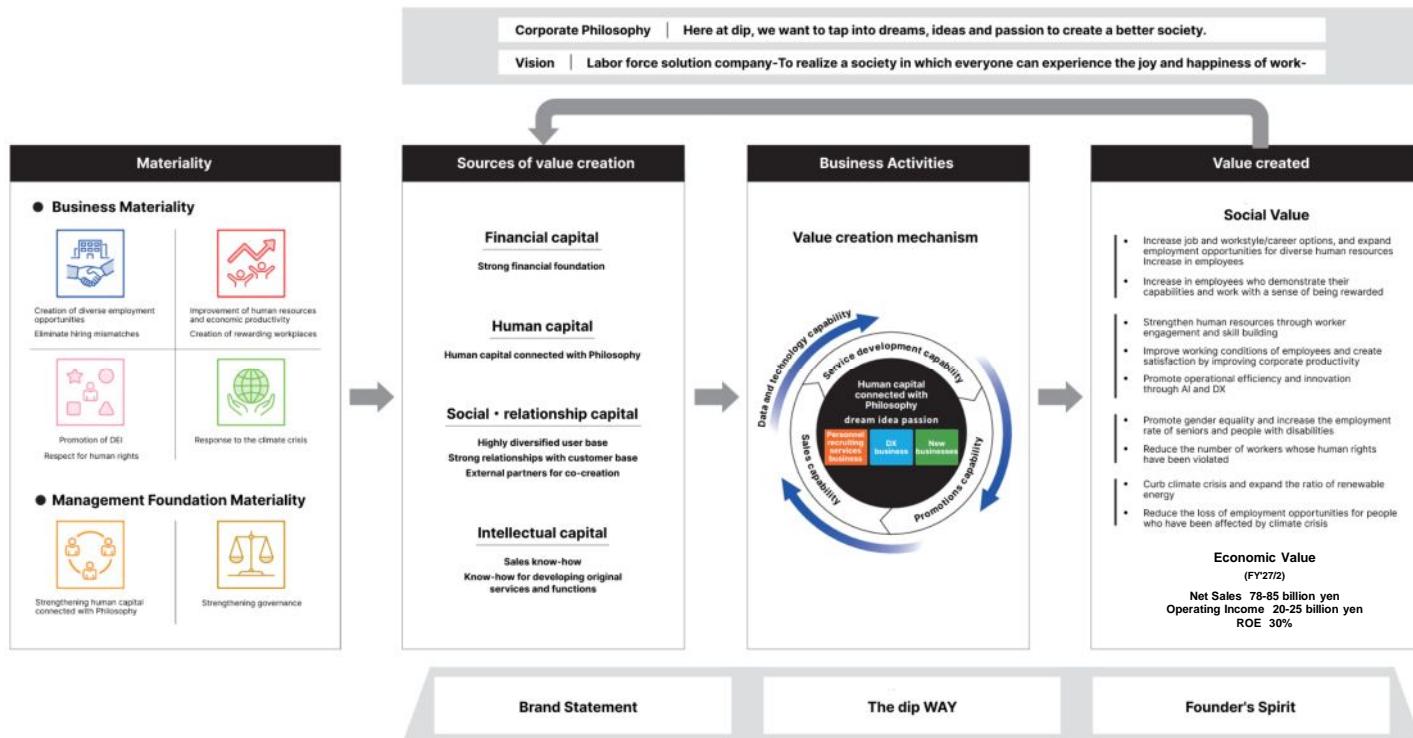 Corporate Philosophy | Here at dip, we want to tap into dreams, ideas and passion to create a better society.
Vision | Labor force solution company-To realize a society in which everyone can experience the joy and happiness of work-
Materiality
● Business Materiality
Creation of diverse employment
opportunities
Eliminate hiring mismatches
Improvement of human resources
and economic productivity
Creation of rewarding workplaces
Promotion of DEI
Respect for human rights
Response to the climate crisis
● Management Foundation Materiality
Strengthening human capital
connected with Philosophy
Strengthening governance
Sources of value creation
Financial capital
Strong financial foundation
Human capital
Human capital connected with Philosophy
Social・relationship capital
Highly diversified user base
Strong relationships with customer base
External partners for co-creation
Intellectual capital
Sales know-how
Know-how for developing original
services and functions
Business Activities
Value creation mechanism
Data and technology capability
Service development capability
Sales capability
Promotions capability
Human capital
connected with
Philosophy
dream idea passion
Personnel
recruiting
services
business
DX
business
New
businesses
Value created
Social Value
• Increase job and workstyle/career options, and expand
employment opportunities for diverse human resources
Increase in employees
• Increase in employees who demonstrate their
capabilities and work with a sense of being rewarded
• Strengthen human resources through worker
engagement and skill building
• Improve working conditions of employees and create
satisfaction by improving corporate productivity
• Promote operational efficiency and innovation
through AI and DX
• Promote gender equality and increase the employment
rate of seniors and people with disabilities
• Reduce the number of workers whose human rights
have been violated
• Curb climate crisis and expand the ratio of renewable
energy
• Reduce the loss of employment opportunities for people
who have been affected by climate crisis
Economic Value
(FY'27/2)
Net Sales 78-85 billion yen
Operating Income 20-25 billion yen
ROE 30%
Brand Statement
The dip WAY
Founder's Spirit